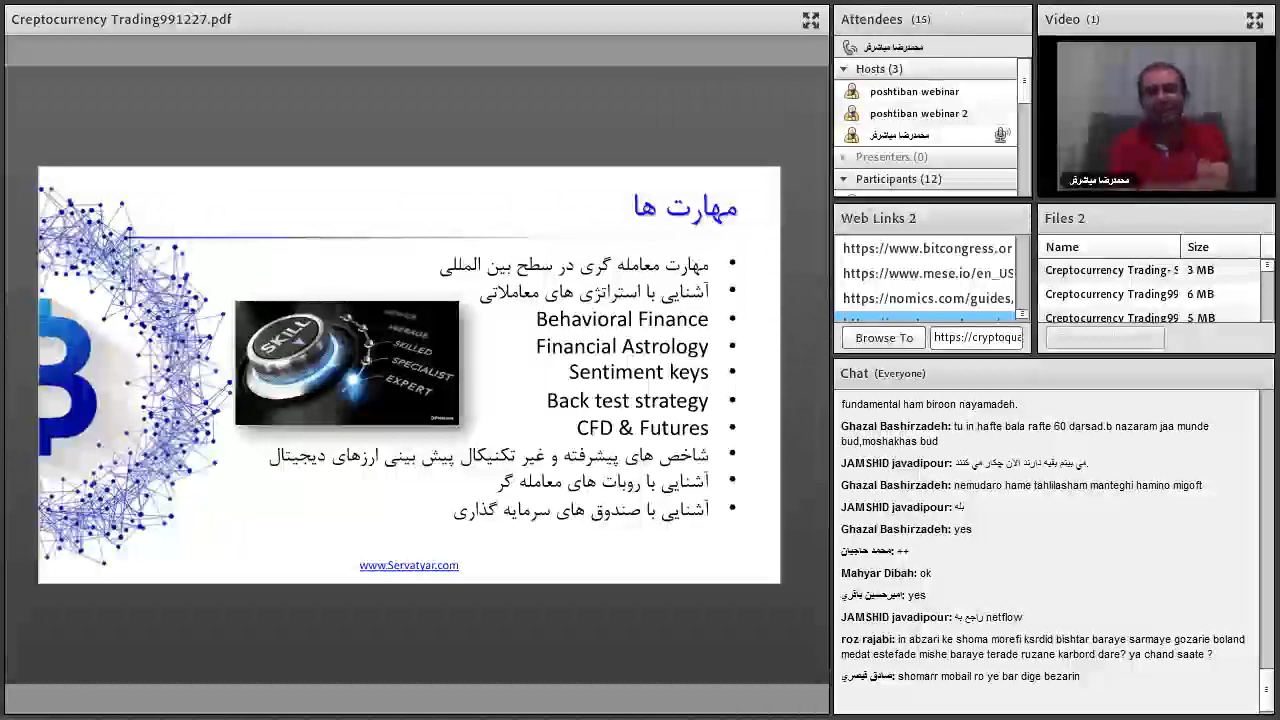 Creptocurrency Trading991227.pdf
مهارت ها
مهارت معامله گری در سطح بین المللی
آشنایی با استراتژی های معاملاتی
Behavioral Finance
Financial Astrology
Sentiment keys
Back test strategy
CFD & Futures
شاخص های پیشرفته و غیر تکنیکال پیش بینی ارزهای دیجیتال
آشنایی با روبات های معامله گر
آشنایی با صندوق های سرمایه گذاری
SKILL
AVERAGE
SKILLED
SPECIALIST
EXPERT
www.Servatyar.com
Attendees (15)
محمدرضا مباشرفر
Hosts (3)
poshtiban webinar
poshtiban webinar 2
محمدرضا مباشرفر
Presenters (0)
Participants (12)
Video (1)
محمدرضا مباشرفر
Web Links 2
https://www.bitcongress.or
https://www.mese.io/en_US
https://nomics.com/guides,
Browse To
https://cryptoqua
Files 2
Name Size
Creptocurrency Trading- S 3 MB
Creptocurrency Trading99 6 MB
Creptocurrency Trading99 5 MB
Chat (Everyone)
fundamental ham biroon nayamadeh.
Ghazal Bashirzadeh: tu in hafte bala rafte 60 darsad.b nazaram jaa munde
bud,moshakhas bud
JAMSHID javadipour: مي بينم بقيه دارند الان چكار مي كنند.
Ghazal Bashirzadeh: nemudaro hame tahlilasham manteghi hamino migoft
JAMSHID javadipour: بله
Ghazal Bashirzadeh: yes
محمد حاجیان: ++
Mahyar Dibah: ok
امیرحسین باقری: yes
JAMSHID javadipour: راجع به netflow
roz rajabi: in abzari ke shoma morefi ksrdid bishtar baraye sarmaye gozarie boland
medat estefade mishe baraye terade ruzane karbord dare? ya chand saate ?
صادق قیصری: shomarr mobail ro ye bar dige bezarin